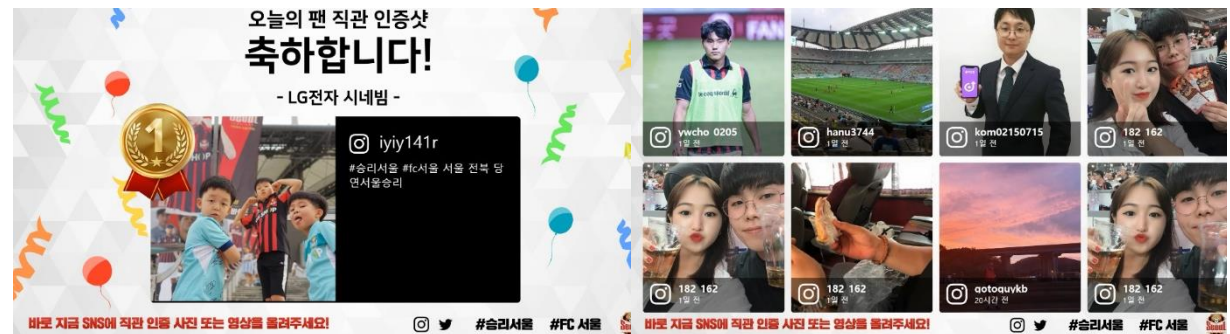 오늘의 팬 직관 인증샷
축하합니다!
- LG전자 시네빔 -
1
iyiy141r
#승리서울 #fc서울 서울 전북 당
연서울승리
바로 지금 SNS에 직관 인증 사진 또는 영상을 올려주세요!
#승리서울 #FC 서울
FAN
ywcho 0205
1일 전
hanu3744
1일 전
kom02150715
1일 전
182 162
1일 전
182 162
1일 전
182 162
1일 전
qotoquvkb
20시간 전
182 162
1일 전
바로 지금 SNS에 직관 인증 사진 또는 영상을 올려주세요!
#승리서울 #FC 서울